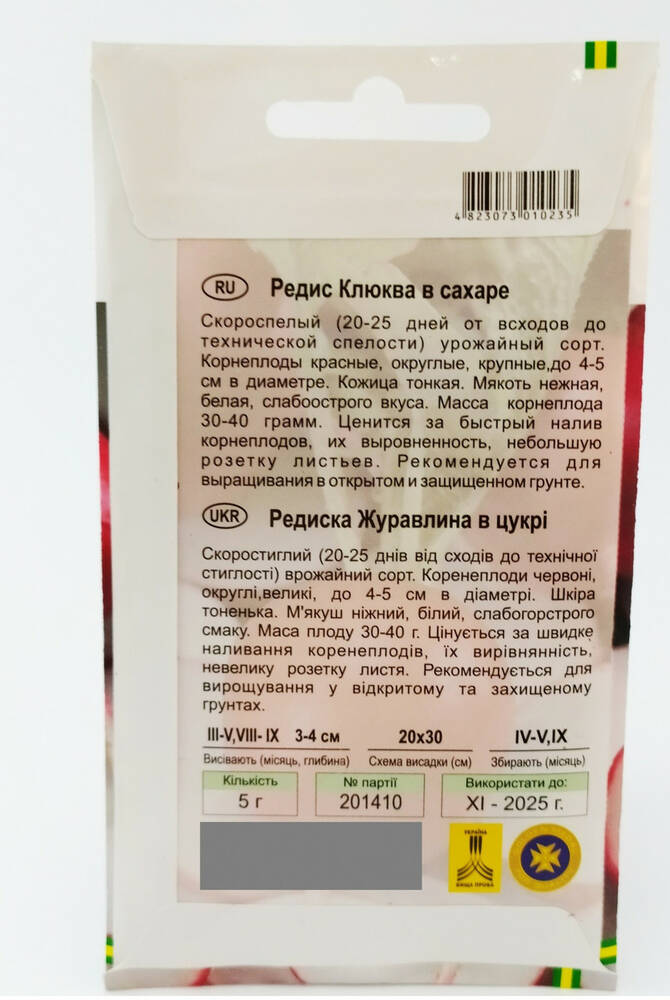 4823073010235
RU Редис Клюква в сахаре
Скороспелый (20-25 дней от всходов до
технической спелости) урожайный сорт.
Корнеплоды красные, округлые, крупные,до 4-5
см в диаметре. Кожица тонкая. Мякоть нежная,
белая, слабоострого вкуса. Масса корнеплода
30-40 грамм. Ценится за быстрый налив
корнеплодов, их выровненность, небольшую
розетку листьев. Рекомендуется для
выращивания в открытом и защищенном грунте.
UKR Редиска Журавлина в цукрі
Скоростиглий (20-25 днів від сходів до технічної
стиглості) врожайний сорт. Коренеплоди червоні,
округлі,великі, до 4-5 см в діаметрі. Шкіра
тоненька. М'якуш ніжний, білий, слабогорстрого
смаку. Маса плоду 30-40 г. Цінується за швидке
наливання коренеплодів, їх вирівнянність,
невелику розетку листя. Рекомендується для
вирощування у відкритому та захищеному
грунтах.
III-V,VIII- IX 3-4 см 20x30 IV-V,IX
Висівають (місяць, глибина) Схема висадки (см) Збирають (місяць)
Кількість № партії Використати до:
5 г 201410 XI - 2025 г.
УКРАЇНА
ВИЩА ПРОБА